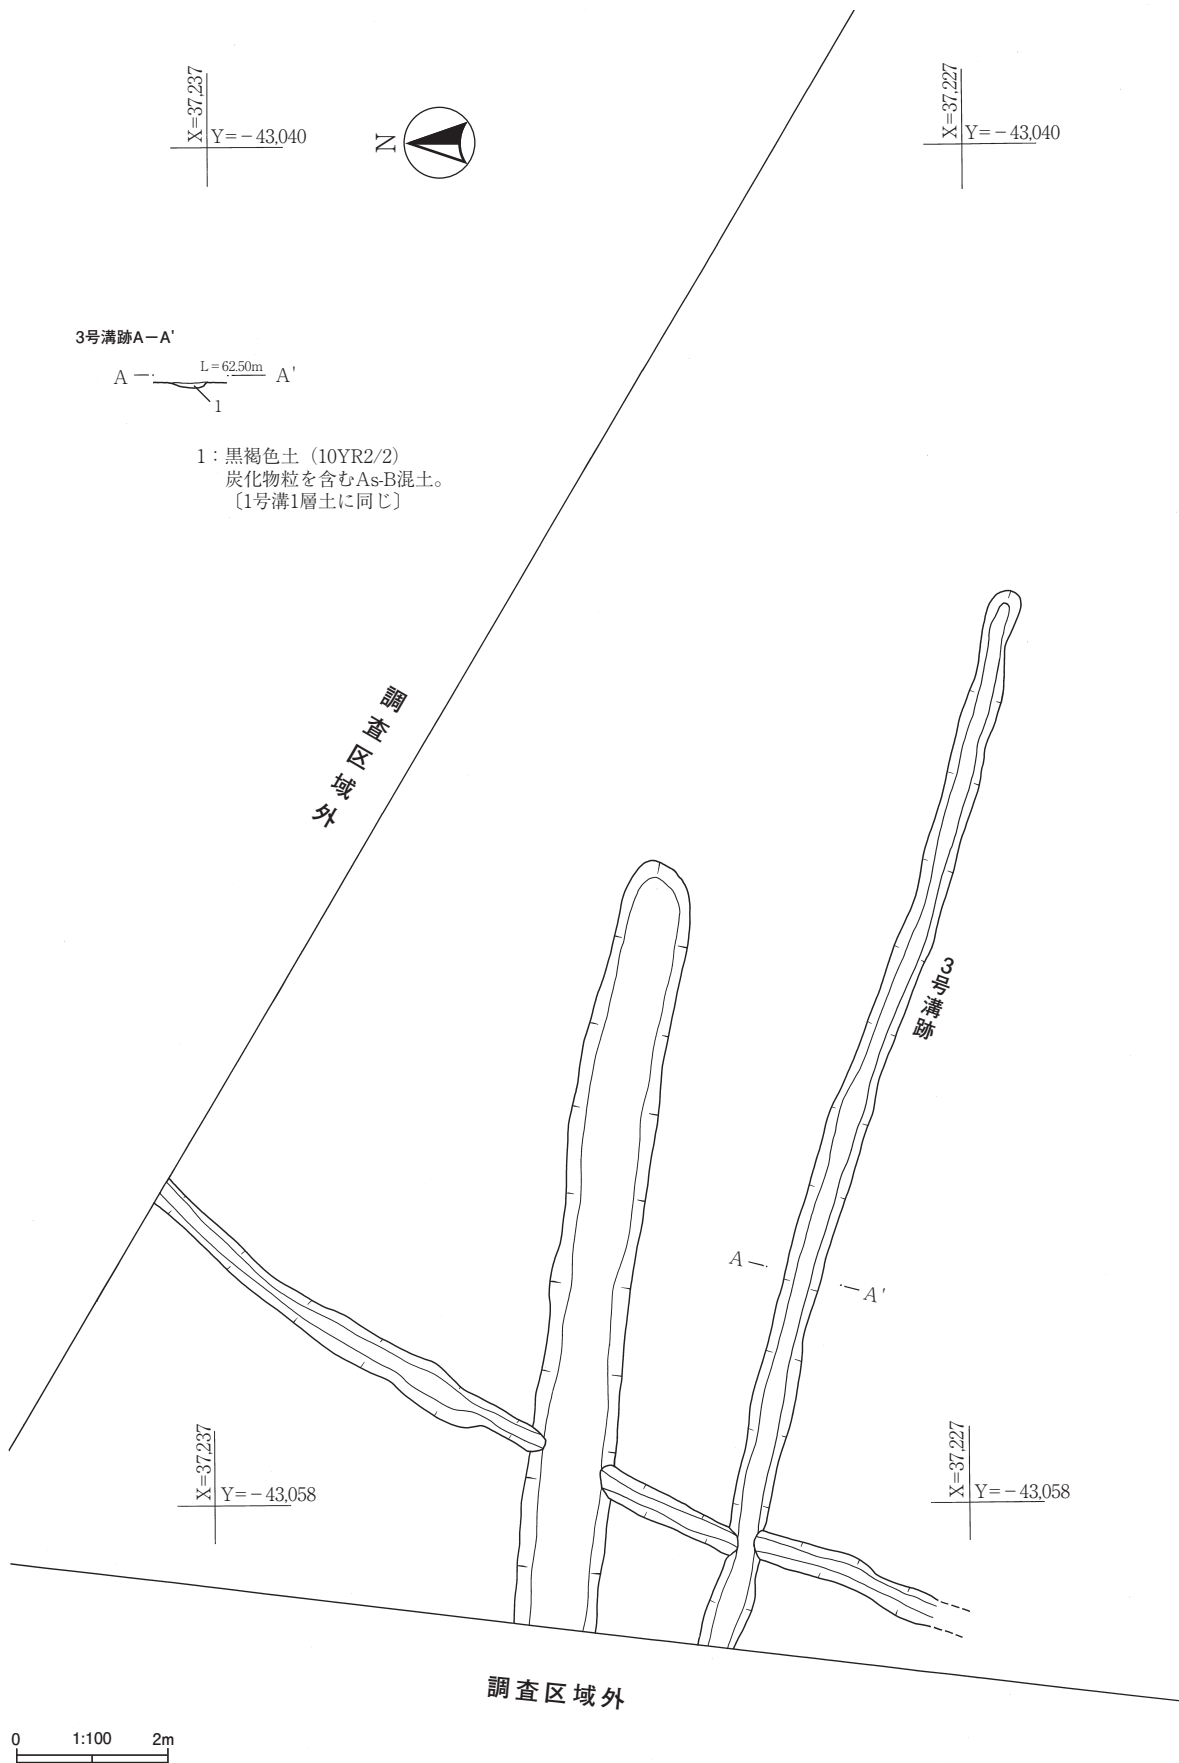 X=37,237
Y=−43,040
N
X=37,227
Y=−43,040
3号溝跡A−A'
A
L=62.50m
A'
1
1：黒褐色土（10YR2/2）
炭化物粒を含むAs-B混土。
〔1号溝1層土に同じ〕
調査区域外
3号溝跡
A
A'
X=37,237
Y=−43,058
X=37,227
Y=−43,058
調査区域外
0 1:100 2m